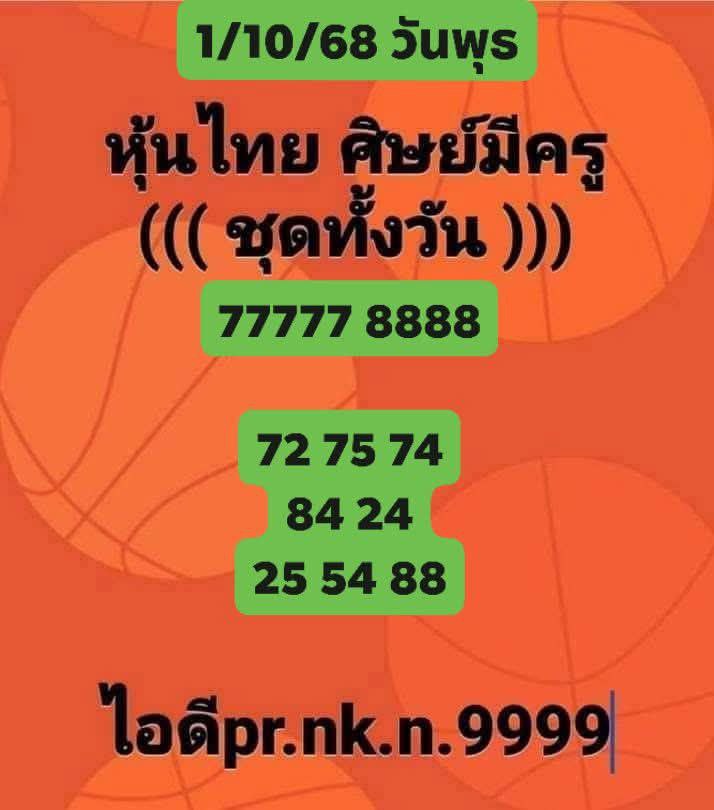 1/10/68 วันพุธ
หุ้นไทย ศิษย์มีครู
((( ชุดทั้งวัน )))
77777 8888
72 75 74
84 24
25 54 88
ไอดีpr.nk.n.9999